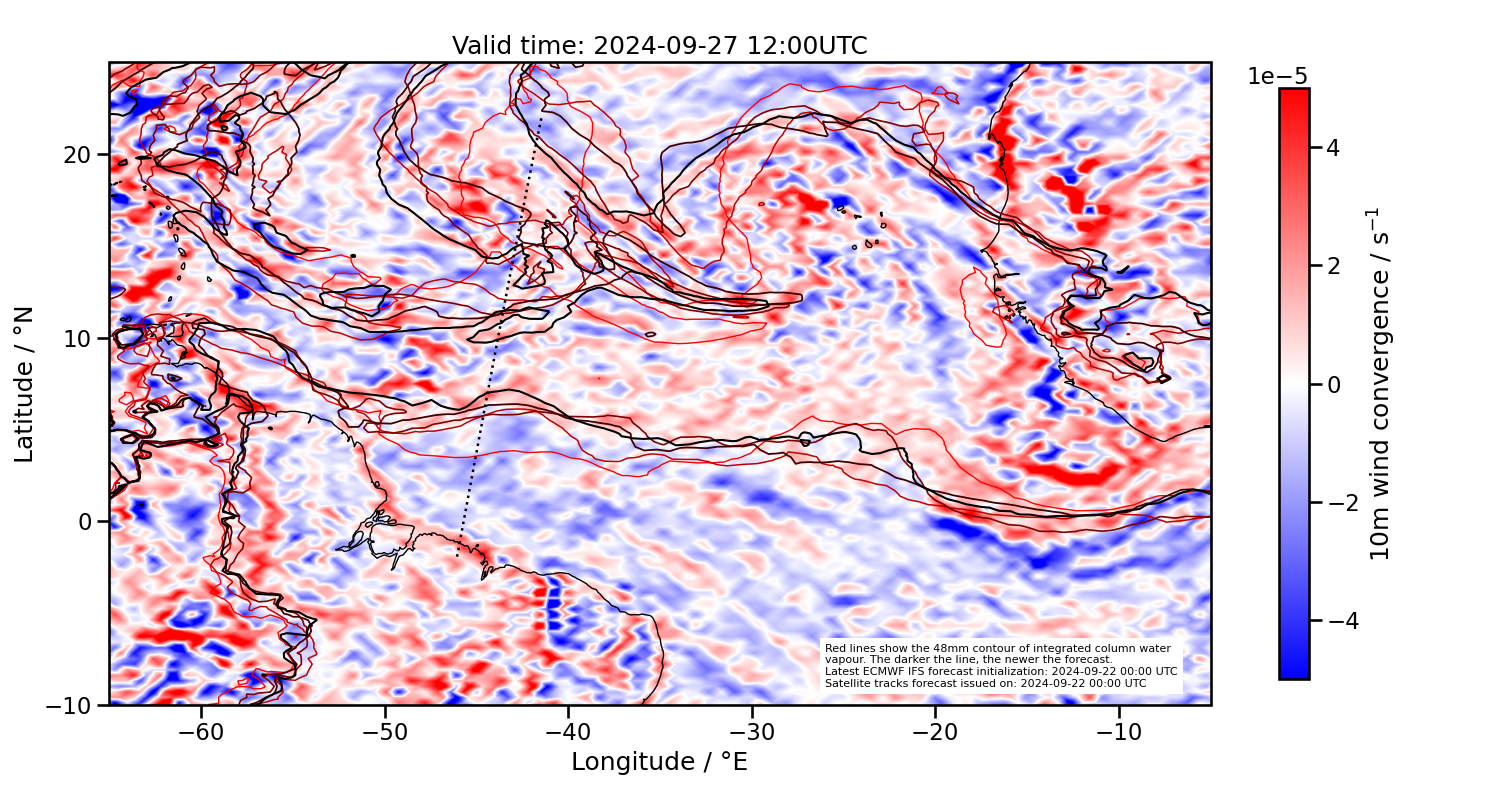 Valid time: 2024-09-27 12:00UTC
1e−5
20
10
0
−10
−60
−50
−40
−30
−20
−10
Longitude / °E
Latitude / °N
4
2
0
−2
−4
10m wind convergence / s⁻¹
Red lines show the 48mm contour of integrated column water
vapour. The darker the line, the newer the forecast.
Latest ECMWF IFS forecast initialization: 2024-09-22 00:00 UTC
Satellite tracks forecast issued on: 2024-09-22 00:00 UTC